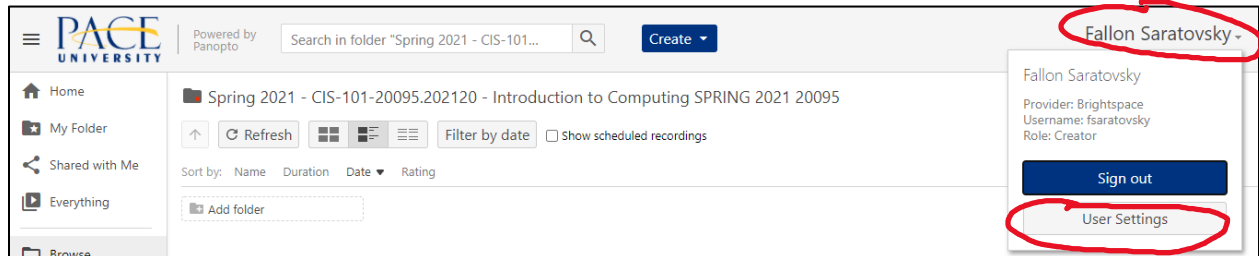 PACE
UNIVERSITY
Powered by
Panopto
Search in folder "Spring 2021 - CIS-101...
Create
Fallon Saratovsky
Home
My Folder
Shared with Me
Everything
Browse
Spring 2021 - CIS-101-20095.202120 - Introduction to Computing SPRING 2021 20095
Refresh
Filter by date
Show scheduled recordings
Sort by: Name Duration Date Rating
Add folder
Fallon Saratovsky
Provider: Brightspace
Username: fsaratovsky
Role: Creator
Sign out
User Settings